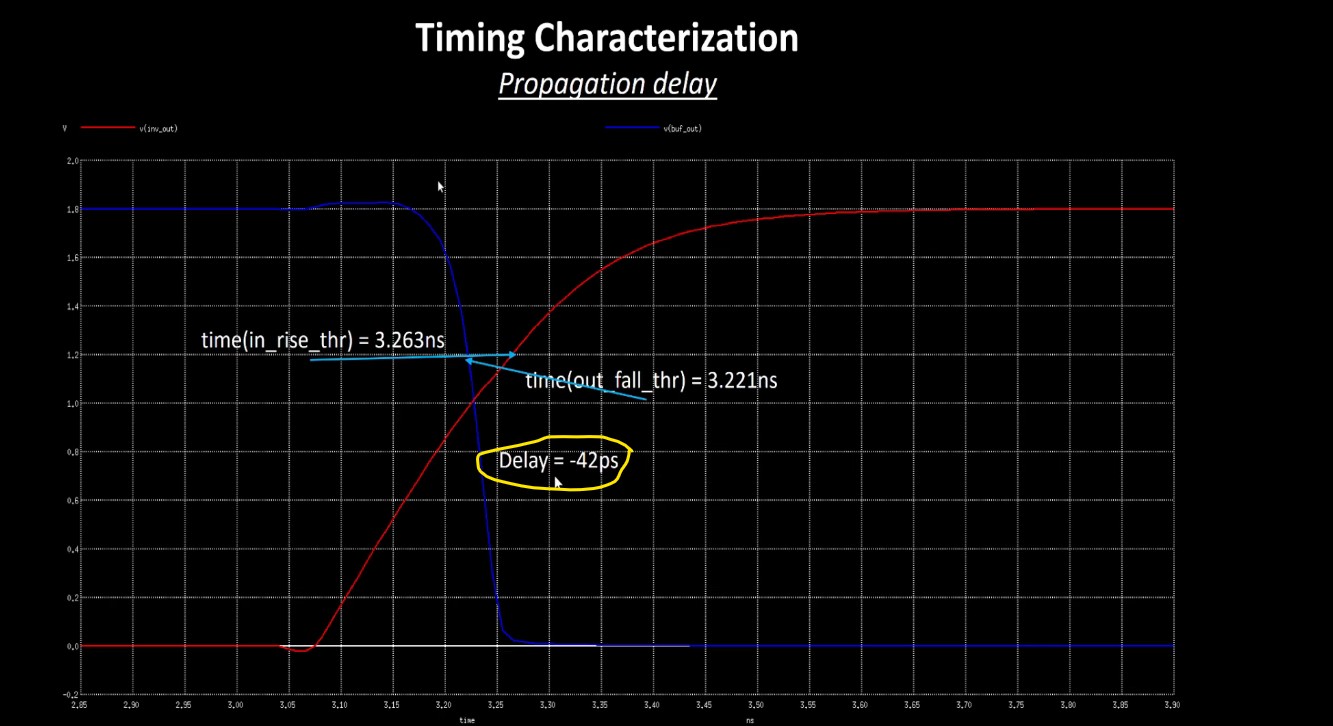 Timing Characterization
Propagation delay
V
v(inv_out)
v(buf_out)
2.0
1.8
1.6
1.4
time(in_rise_thr) = 3.263ns
1.2
time(out_fall_thr) = 3.221ns
1.0
0.8
Delay = -42ps
0.6
0.4
0.2
0.0
-0.2
2.85 2.90 2.95 3.00 3.05 3.10 3.15 3.20 3.25 3.30 3.35 3.40 3.45 3.50 3.55 3.60 3.65 3.70 3.75 3.80 3.85 3.90
time ns